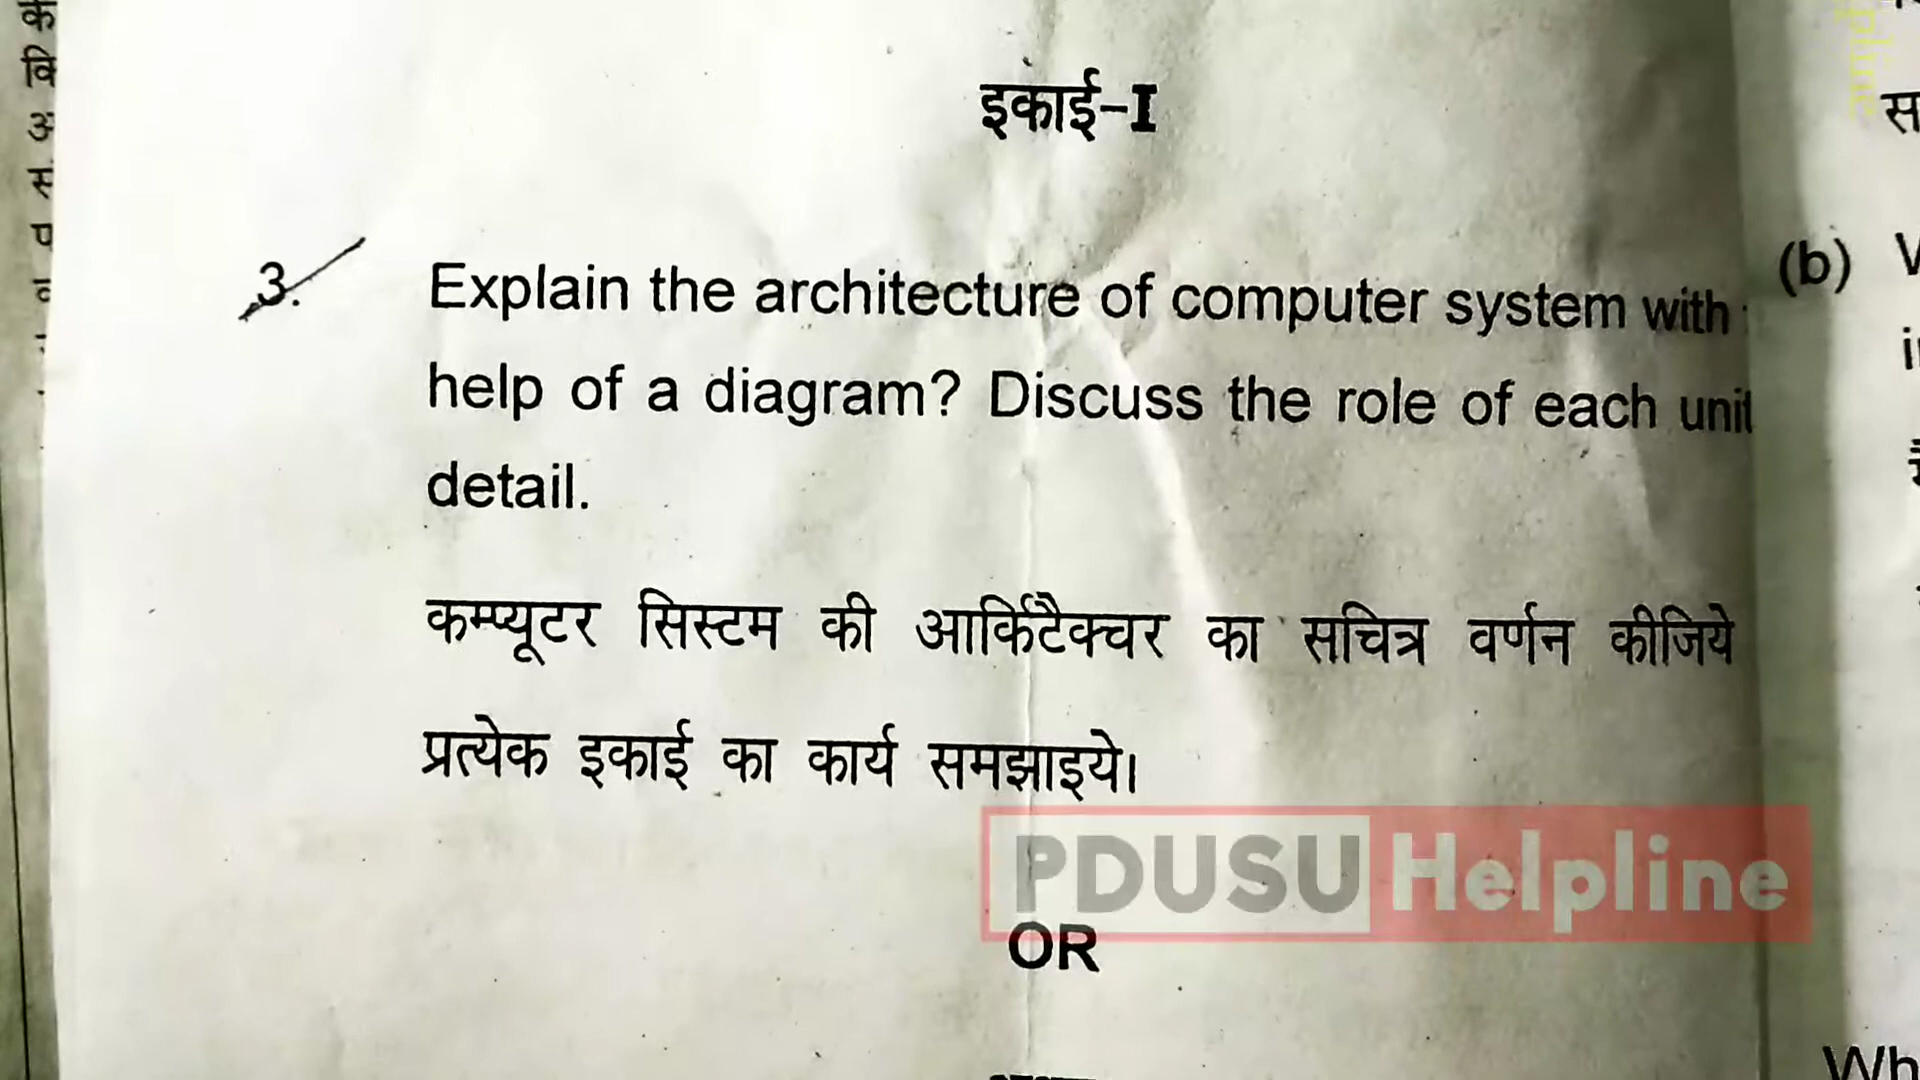 इकाई-I
3. Explain the architecture of computer system with
help of a diagram? Discuss the role of each unit
detail.
कम्प्यूटर सिस्टम की आर्किटैक्चर का सचित्र वर्णन कीजिये
प्रत्येक इकाई का कार्य समझाइये।
PDUSU Helpline
OR
(b)